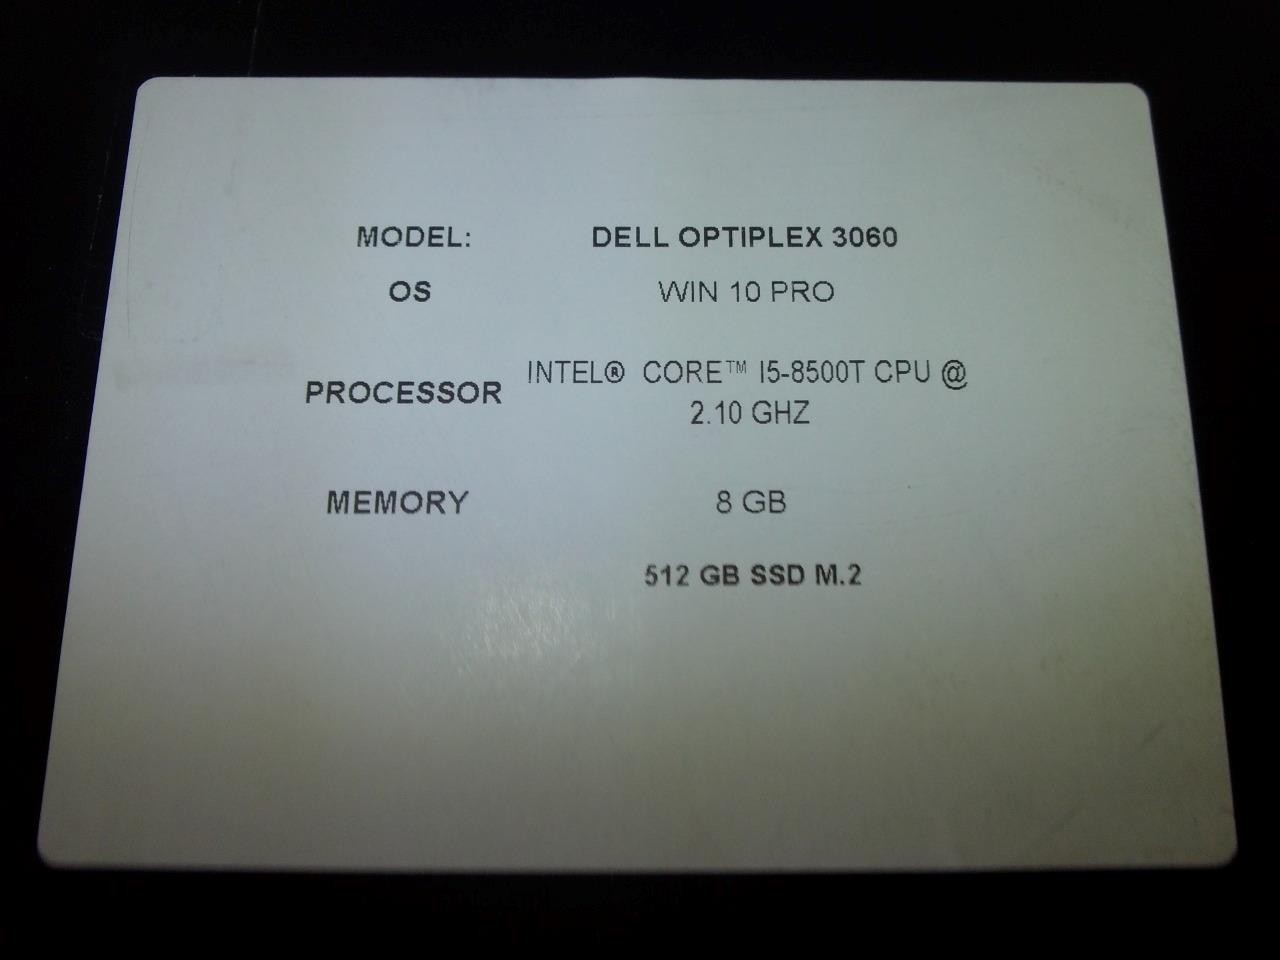 MODEL: DELL OPTIPLEX 3060
OS WIN 10 PRO
PROCESSOR INTEL® CORE™ I5-8500T CPU @
2.10 GHZ
MEMORY 8 GB
512 GB SSD M.2